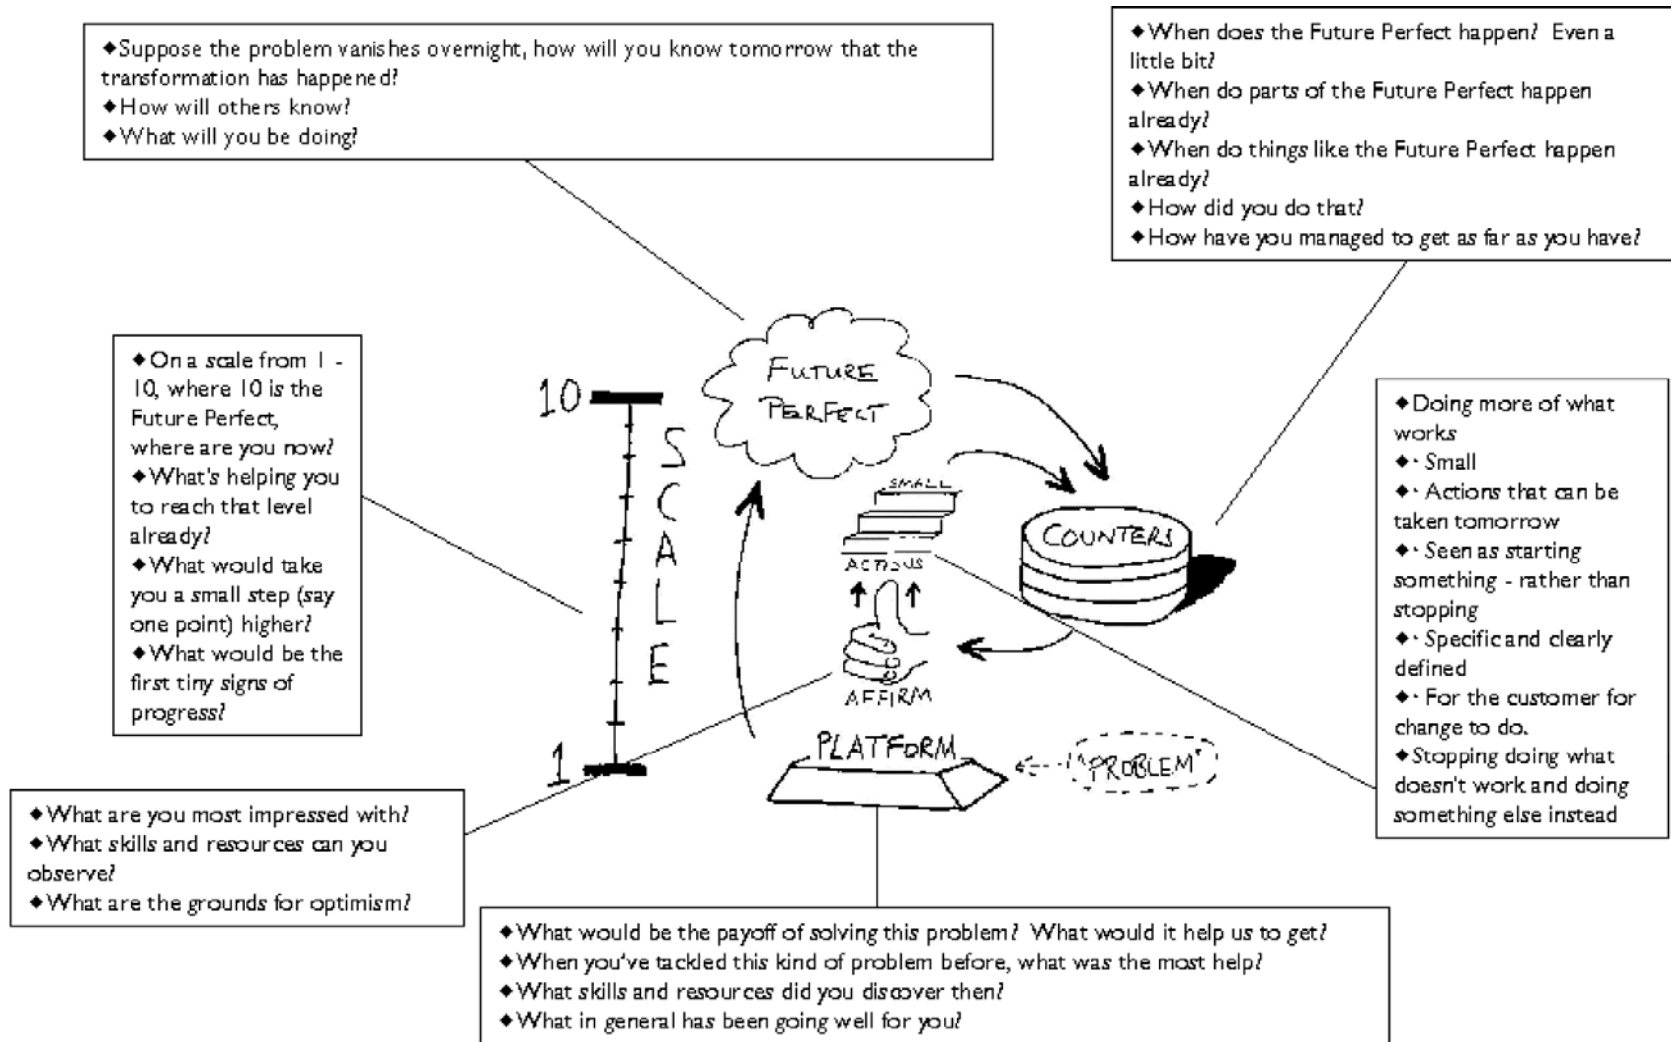 ◆Suppose the problem vanishes overnight, how will you know tomorrow that the
transformation has happened?
◆How will others know?
◆What will you be doing?
◆When does the Future Perfect happen? Even a
little bit?
◆When do parts of the Future Perfect happen
already?
◆When do things like the Future Perfect happen
already?
◆How did you do that?
◆How have you managed to get as far as you have?
◆On a scale from 1 -
10, where 10 is the
Future Perfect,
where are you now?
◆What's helping you
to reach that level
already?
◆What would take
you a small step (say
one point) higher?
◆What would be the
first tiny signs of
progress?
10
SCALE
1
FUTURE
PERFECT
SMALL
ACTIONS
COUNTERS
AFFIRM
PLATFORM
"PROBLEM"
◆Doing more of what
works
◆· Small
◆· Actions that can be
taken tomorrow
◆· Seen as starting
something - rather than
stopping
◆· Specific and clearly
defined
◆· For the customer for
change to do.
◆Stopping doing what
doesn't work and doing
something else instead
◆What are you most impressed with?
◆What skills and resources can you
observe?
◆What are the grounds for optimism?
◆What would be the payoff of solving this problem? What would it help us to get?
◆When you've tackled this kind of problem before, what was the most help?
◆What skills and resources did you discover then?
◆What in general has been going well for you?